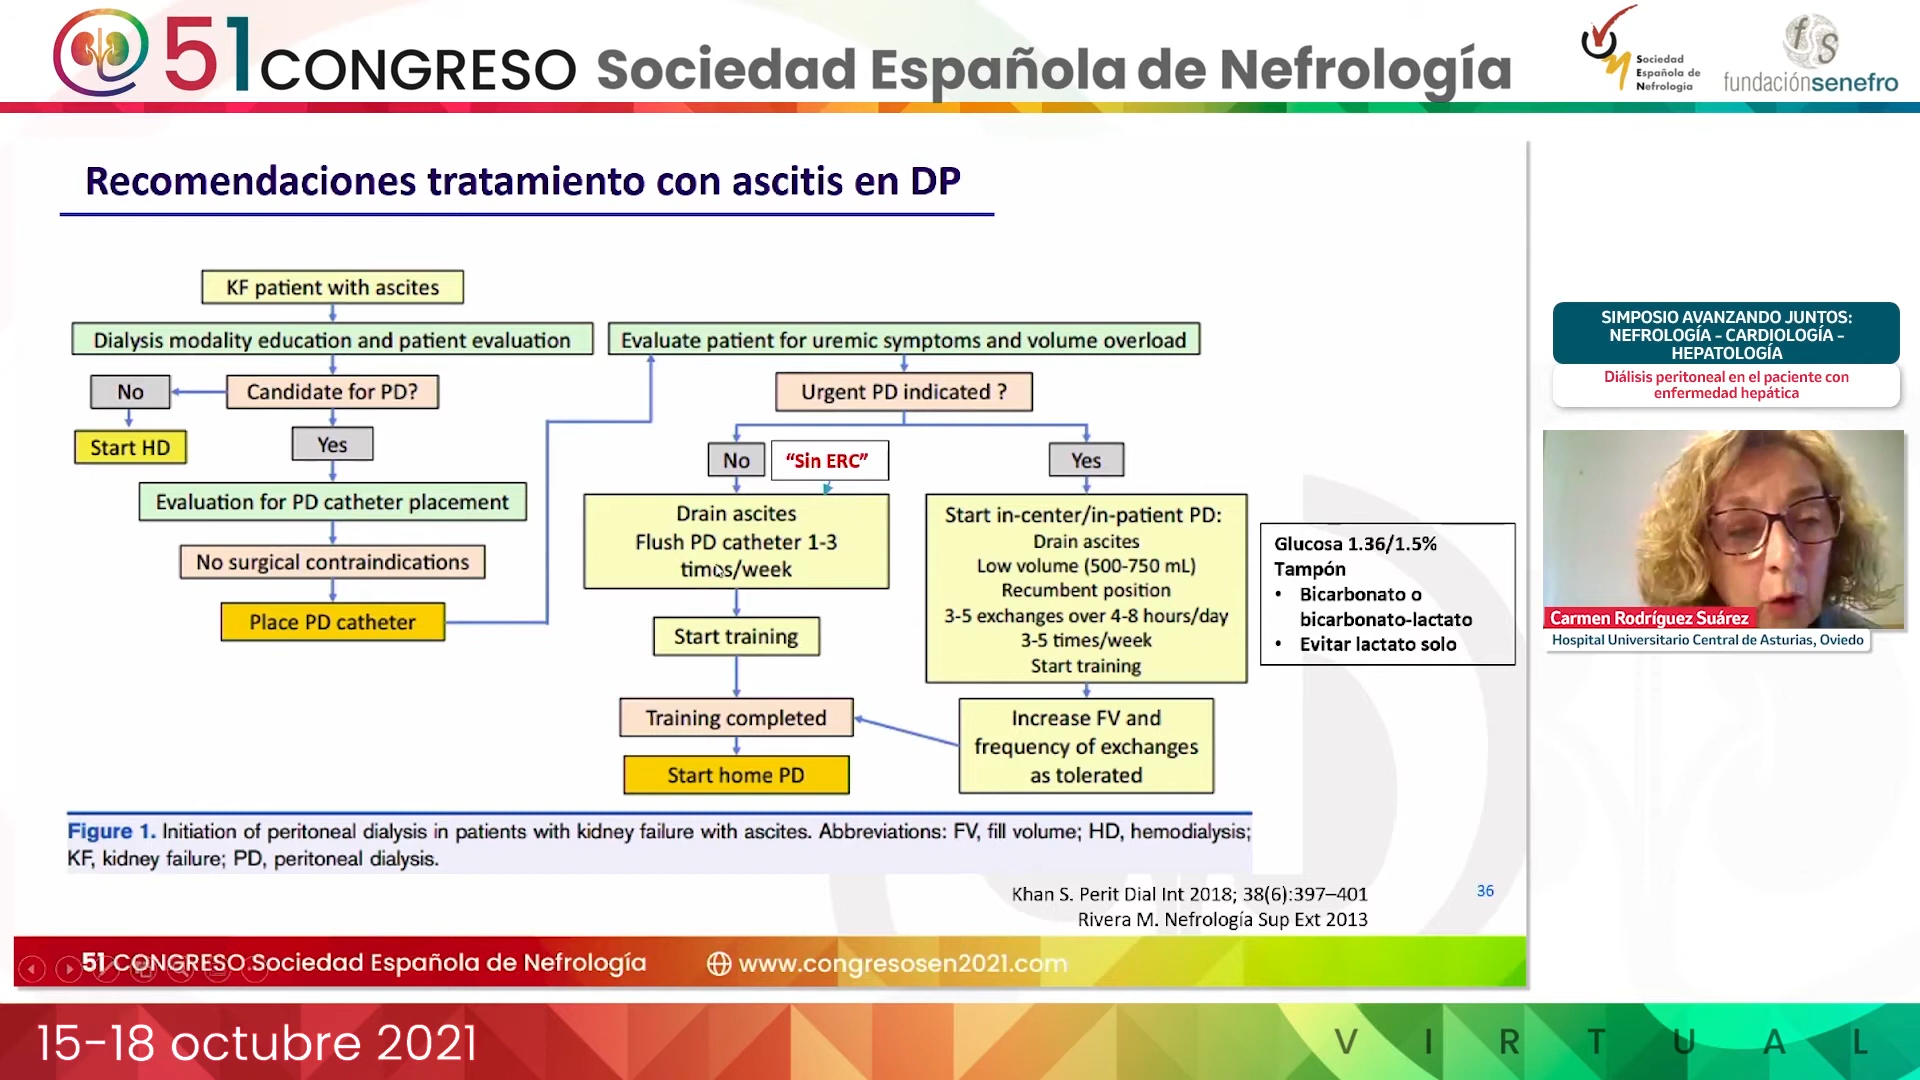 51 CONGRESO Sociedad Española de Nefrología
Sociedad
Española de
Nefrología
fS
fundaciónsenefro
Recomendaciones tratamiento con ascitis en DP
KF patient with ascites
Dialysis modality education and patient evaluation
No
Candidate for PD?
Start HD
Yes
Evaluation for PD catheter placement
No surgical contraindications
Place PD catheter
Evaluate patient for uremic symptoms and volume overload
Urgent PD indicated ?
No
“Sin ERC”
Yes
Drain ascites
Flush PD catheter 1-3
times/week
Start training
Training completed
Start home PD
Start in-center/in-patient PD:
Drain ascites
Low volume (500-750 mL)
Recumbent position
3-5 exchanges over 4-8 hours/day
3-5 times/week
Start training
Increase FV and
frequency of exchanges
as tolerated
Glucosa 1.36/1.5%
Tampón
• Bicarbonato o
bicarbonato-lactato
• Evitar lactato solo
Figure 1. Initiation of peritoneal dialysis in patients with kidney failure with ascites. Abbreviations: FV, fill volume; HD, hemodialysis;
KF, kidney failure; PD, peritoneal dialysis.
Khan S. Perit Dial Int 2018; 38(6):397–401
Rivera M. Nefrología Sup Ext 2013
36
51 CONGRESO Sociedad Española de Nefrología
www.congresosen2021.com
SIMPOSIO AVANZANDO JUNTOS:
NEFROLOGÍA - CARDIOLOGÍA -
HEPATOLOGÍA
Diálisis peritoneal en el paciente con
enfermedad hepática
Carmen Rodríguez Suárez
Hospital Universitario Central de Asturias, Oviedo
15-18 octubre 2021
VIRTUAL